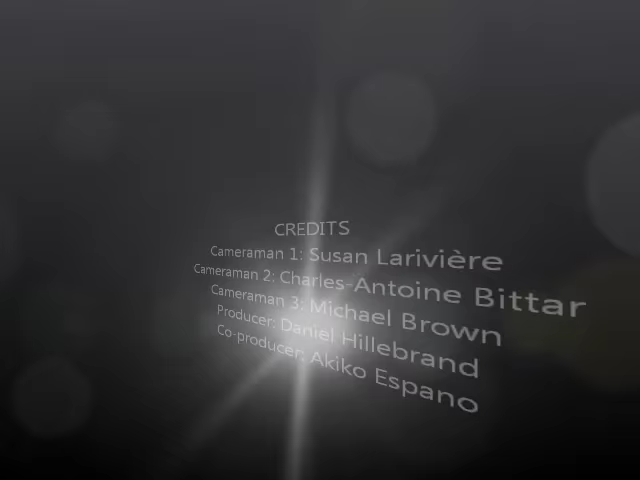 CREDITS
Cameraman 1: Susan Larivière
Cameraman 2: Charles-Antoine Bittar
Cameraman 3: Michael Brown
Producer: Daniel Hillebrand
Co-producer: Akiko Espano